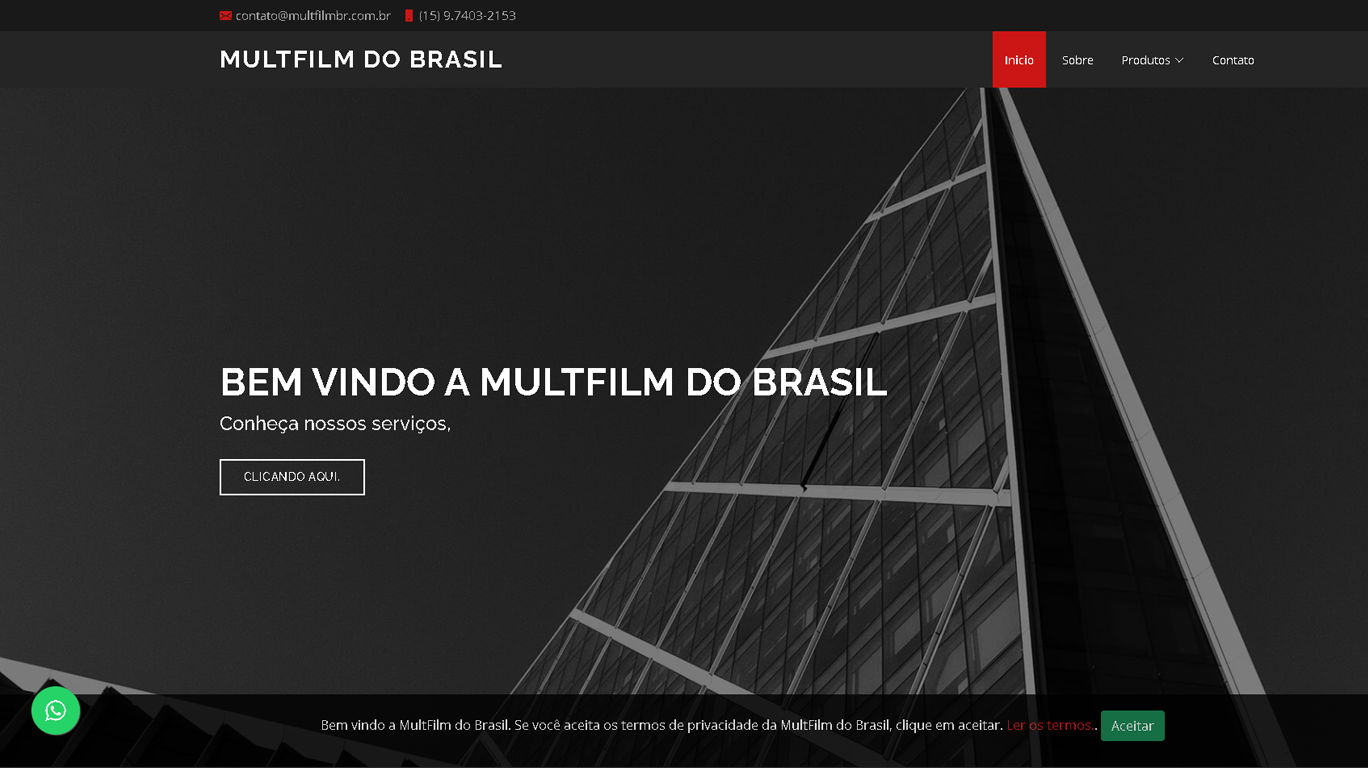 contato@multfilmbr.com.br (15) 9.7403-2153
MULTFILM DO BRASIL
Inicio Sobre Produtos Contato
BEM VINDO A MULTFILM DO BRASIL
Conheça nossos serviços,
CLICANDO AQUI.
Bem vindo a MultFilm do Brasil. Se você aceita os termos de privacidade da MultFilm do Brasil, clique em aceitar. Ler os termos.. Aceitar